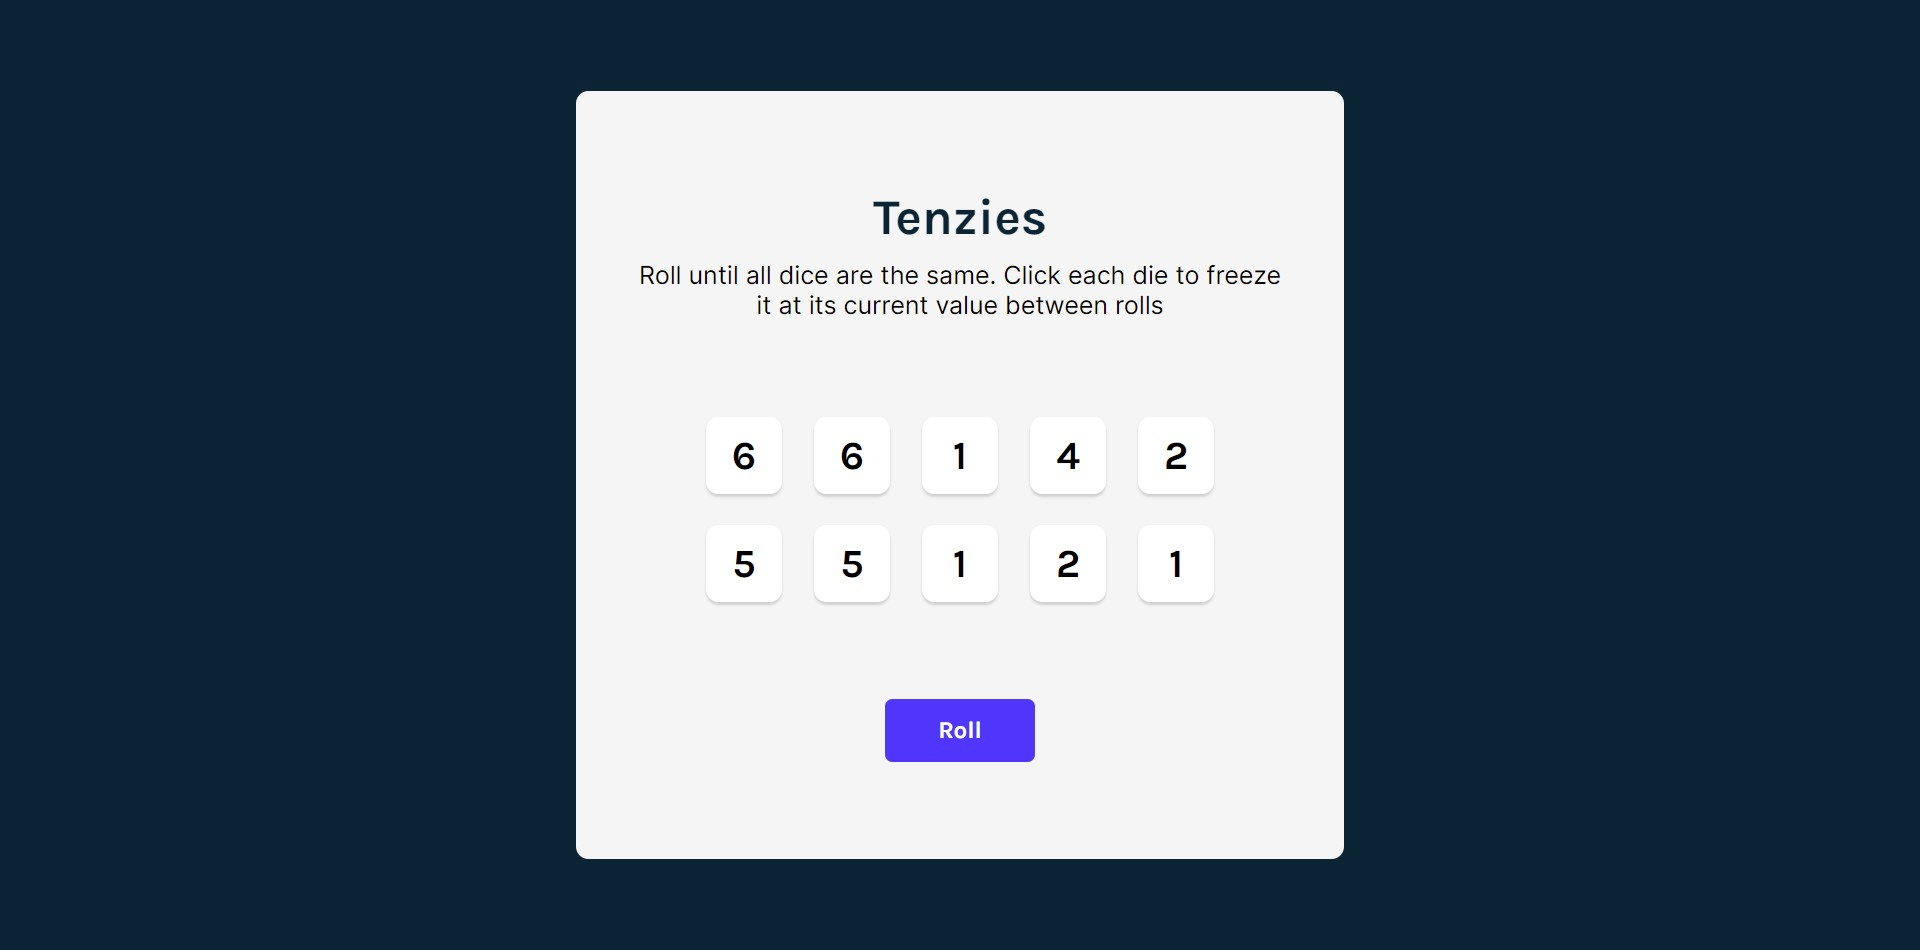 Tenzies
Roll until all dice are the same. Click each die to freeze
it at its current value between rolls
6 6 1 4 2
5 5 1 2 1
Roll